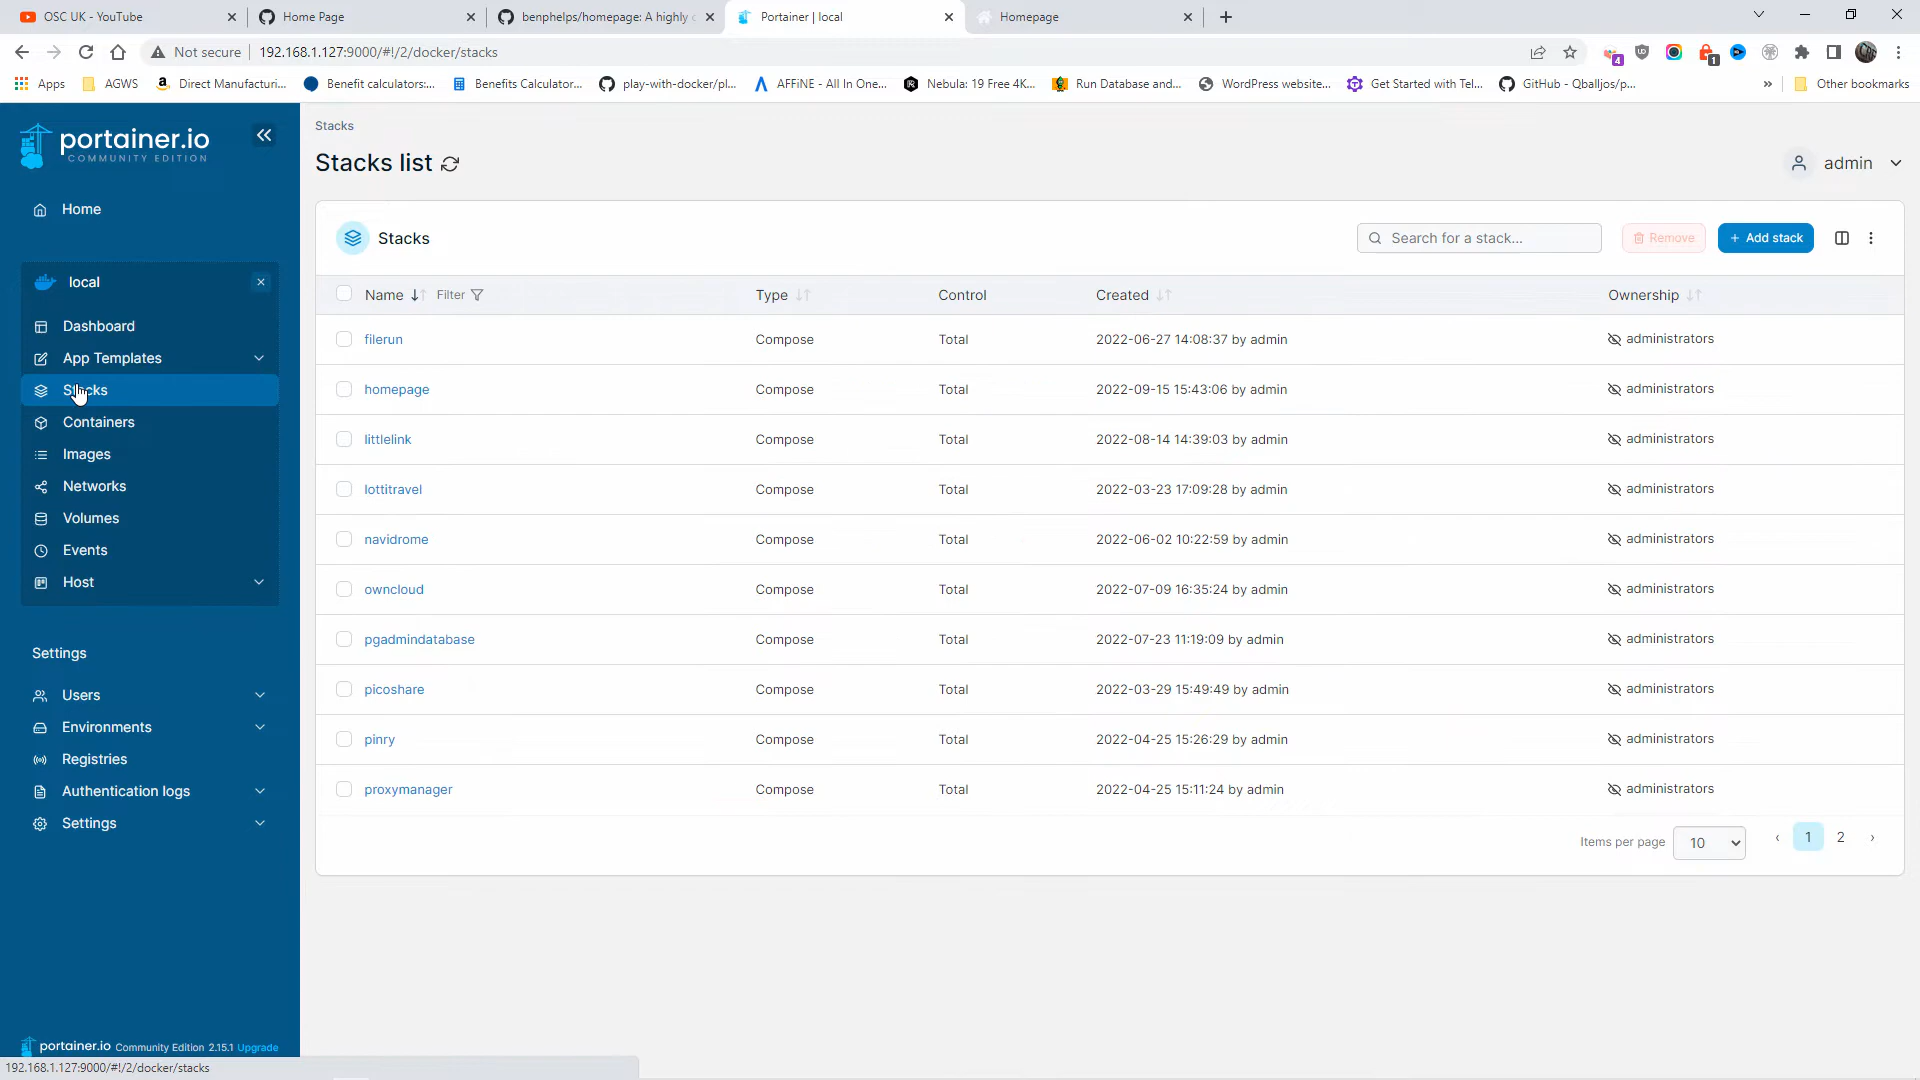 OSC UK - YouTube
Home Page
benphelps/homepage: A highly c
Portainer | local
Homepage
Not secure
192.168.1.127:9000/#!/2/docker/stacks
4
1
Apps
AGWS
Direct Manufacturi...
Benefit calculators:...
Benefits Calculator...
play-with-docker/pl...
AFFiNE - All In One...
Nebula: 19 Free 4K...
Run Database and...
WordPress website...
Get Started with Tel...
GitHub - Qballjos/p...
»
Other bookmarks
portainer.io
COMMUNITY EDITION
Home
local
Dashboard
App Templates
Stacks
Containers
Images
Networks
Volumes
Events
Host
Settings
Users
Environments
Registries
Authentication logs
Settings
portainer.io Community Edition 2.15.1 Upgrade
Stacks
Stacks list
admin
Stacks
Search for a stack...
Remove
+ Add stack
Name Filter Type Control Created Ownership
filerun Compose Total 2022-06-27 14:08:37 by admin administrators
homepage Compose Total 2022-09-15 15:43:06 by admin administrators
littlelink Compose Total 2022-08-14 14:39:03 by admin administrators
lottitravel Compose Total 2022-03-23 17:09:28 by admin administrators
navidrome Compose Total 2022-06-02 10:22:59 by admin administrators
owncloud Compose Total 2022-07-09 16:35:24 by admin administrators
pgadmindatabase Compose Total 2022-07-23 11:19:09 by admin administrators
picoshare Compose Total 2022-03-29 15:49:49 by admin administrators
pinry Compose Total 2022-04-25 15:26:29 by admin administrators
proxymanager Compose Total 2022-04-25 15:11:24 by admin administrators
Items per page 10 ‹ 1 2 ›
192.168.1.127:9000/#!/2/docker/stacks